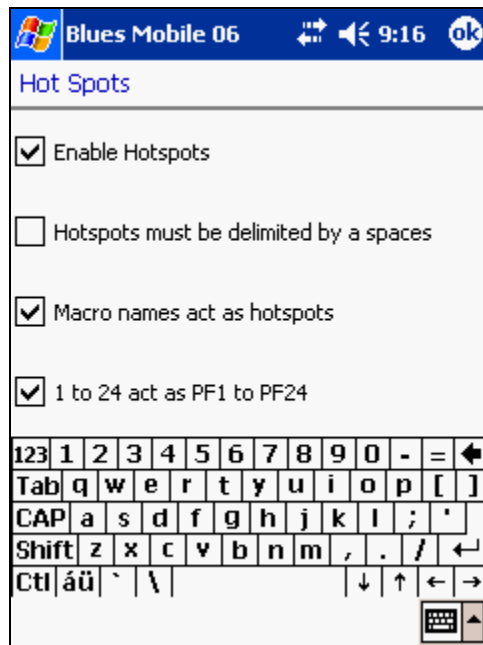 Blues Mobile 06 9:16 ok
Hot Spots
Enable Hotspots
Hotspots must be delimited by a spaces
Macro names act as hotspots
1 to 24 act as PF1 to PF24
123 1 2 3 4 5 6 7 8 9 0 - =
Tab q w e r t y u i o p [ ]
CAP a s d f g h j k l ; '
Shift z x c v b n m , . /
Ctl áü ` \